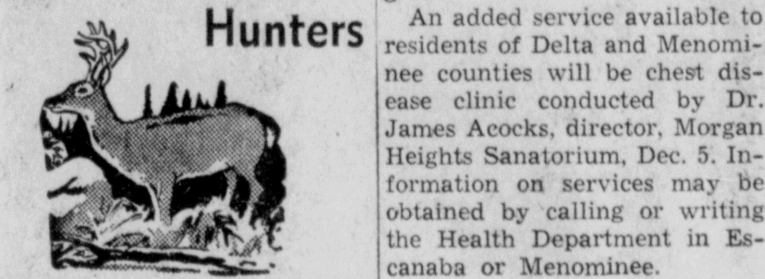 Hunters
An added service available to
residents of Delta and Menomi-
nee counties will be chest dis-
ease clinic conducted by Dr.
James Acocks, director, Morgan
Heights Sanatorium, Dec. 5. In-
formation on services may be
obtained by calling or writing
the Health Department in Es-
canaba or Menominee.